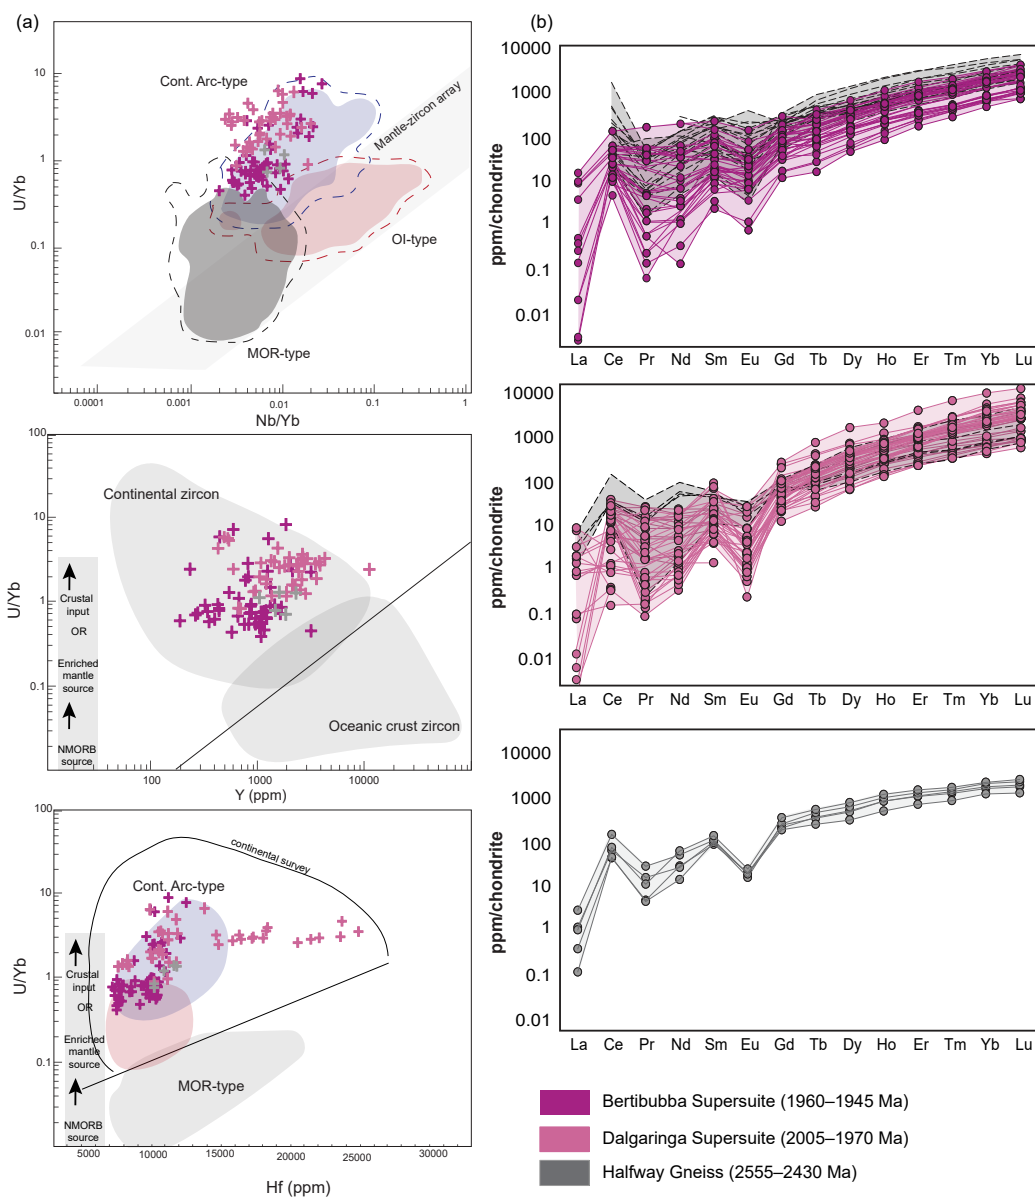 (a)
10
1
0.1
0.01
U/Yb
Cont. Arc-type
Mantle-zircon array
OI-type
MOR-type
0.0001
0.001
0.01
0.1
1
Nb/Yb
100
10
1
0.1
U/Yb
Continental zircon
Crustal
input
OR
Enriched
mantle
source
NMORB
source
Oceanic crust zircon
100
1000
10000
Y (ppm)
100
10
1
0.1
U/Yb
continental survey
Cont. Arc-type
Crustal
input
OR
Enriched
mantle
source
NMORB
source
MOR-type
5000
10000
15000
20000
25000
30000
Hf (ppm)
(b)
10000
1000
100
10
1
0.1
0.01
ppm/chondrite
La Ce Pr Nd Sm Eu Gd Tb Dy Ho Er Tm Yb Lu
10000
1000
100
10
1
0.1
0.01
ppm/chondrite
La Ce Pr Nd Sm Eu Gd Tb Dy Ho Er Tm Yb Lu
10000
1000
100
10
1
0.1
0.01
ppm/chondrite
La Ce Pr Nd Sm Eu Gd Tb Dy Ho Er Tm Yb Lu
Bertibubba Supersuite (1960–1945 Ma)
Dalgaringa Supersuite (2005–1970 Ma)
Halfway Gneiss (2555–2430 Ma)